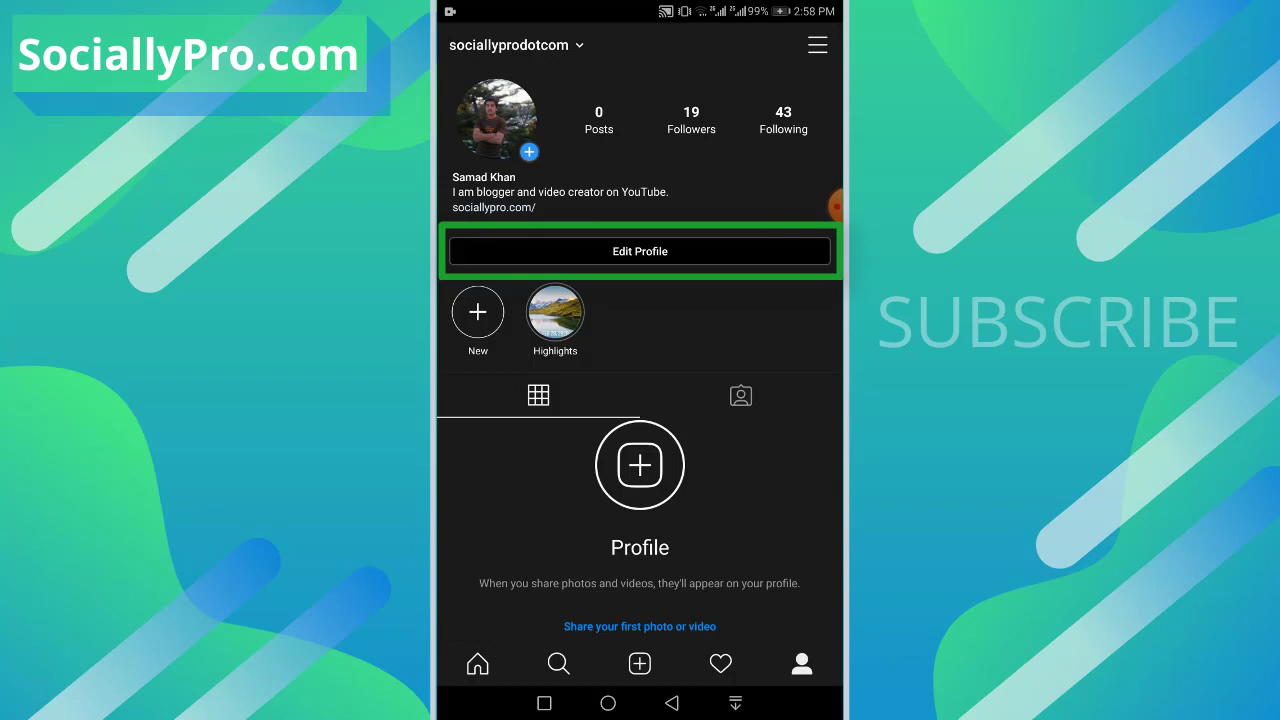 SociallyPro.com
99% 2:58 PM
sociallyprodotcom
0 19 43
Posts Followers Following
Samad Khan
I am blogger and video creator on YouTube.
sociallypro.com/
Edit Profile
New Highlights
Profile
When you share photos and videos, they'll appear on your profile.
Share your first photo or video
SUBSCRIBE